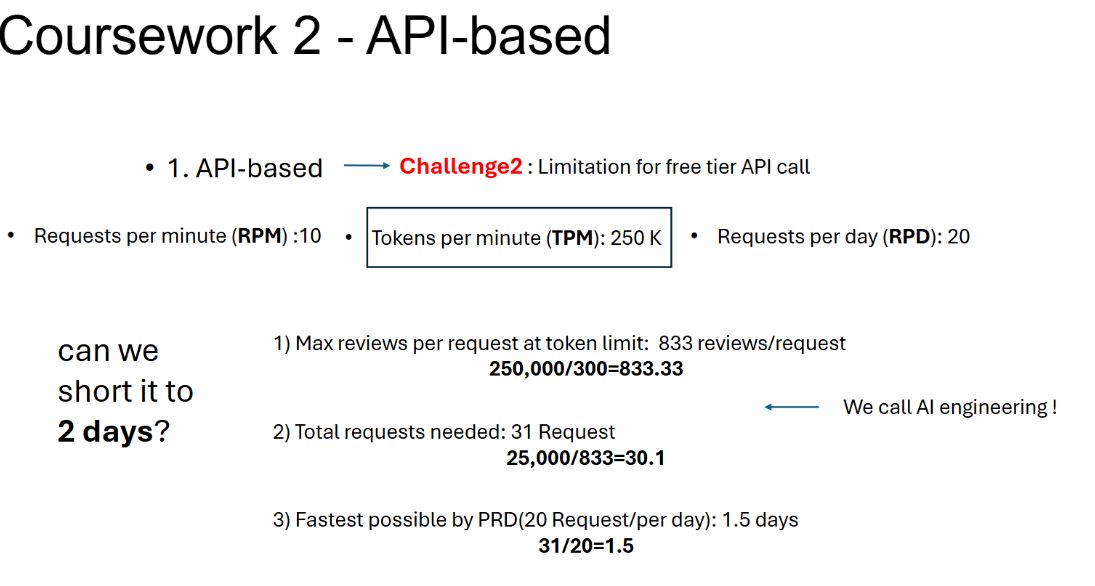 Coursework 2 - API-based
• 1. API-based
Challenge2 : Limitation for free tier API call
• Requests per minute (RPM) :10
• Tokens per minute (TPM): 250 K
• Requests per day (RPD): 20
can we
short it to
2 days?
1) Max reviews per request at token limit: 833 reviews/request
250,000/300=833.33
We call AI engineering !
2) Total requests needed: 31 Request
25,000/833=30.1
3) Fastest possible by PRD(20 Request/per day): 1.5 days
31/20=1.5